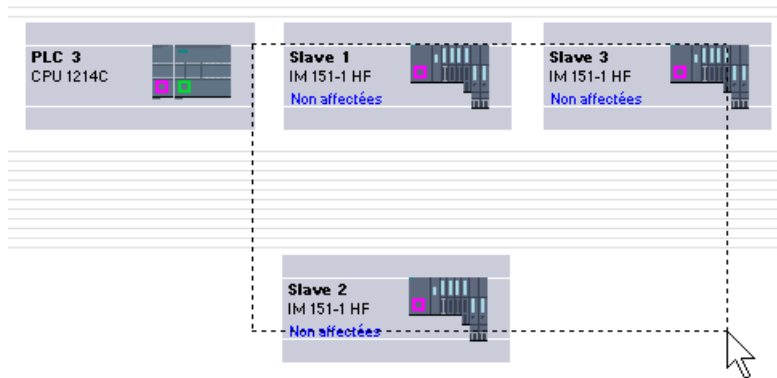 PLC 3
CPU 1214C
Slave 1
IM 151-1 HF
Non affectées
Slave 3
IM 151-1 HF
Non affectées
Slave 2
IM 151-1 HF
Non affectées